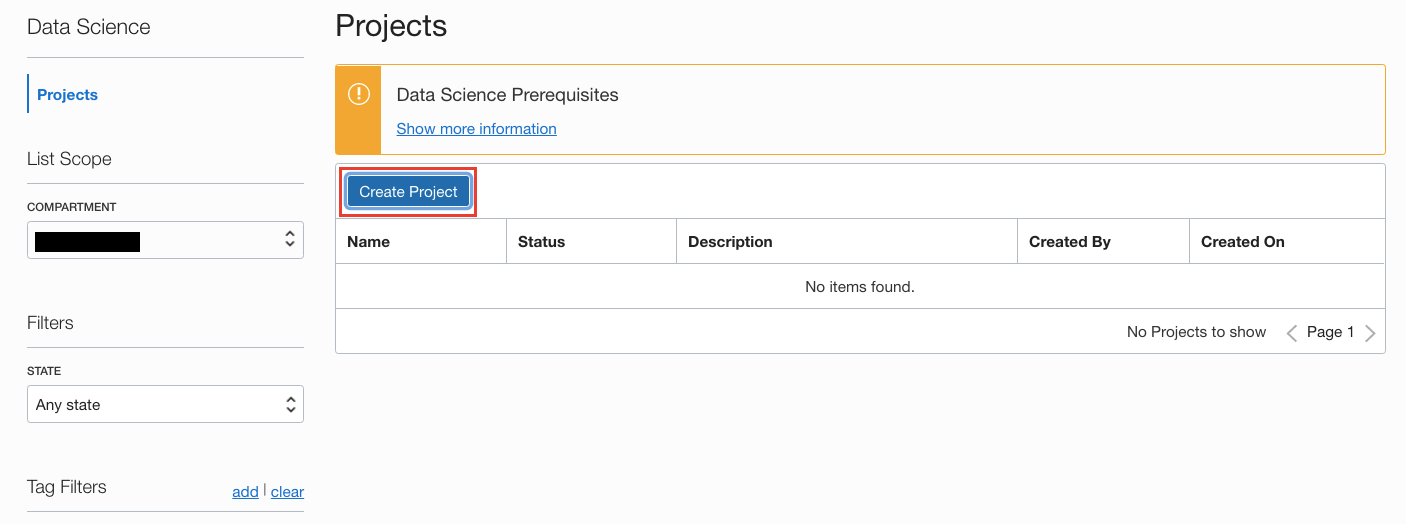 Data Science
Projects
List Scope
COMPARTMENT
Filters
STATE
Any state
Tag Filters
add | clear
Projects
Data Science Prerequisites
Show more information
Create Project
Name Status Description Created By Created On
No items found.
No Projects to show Page 1